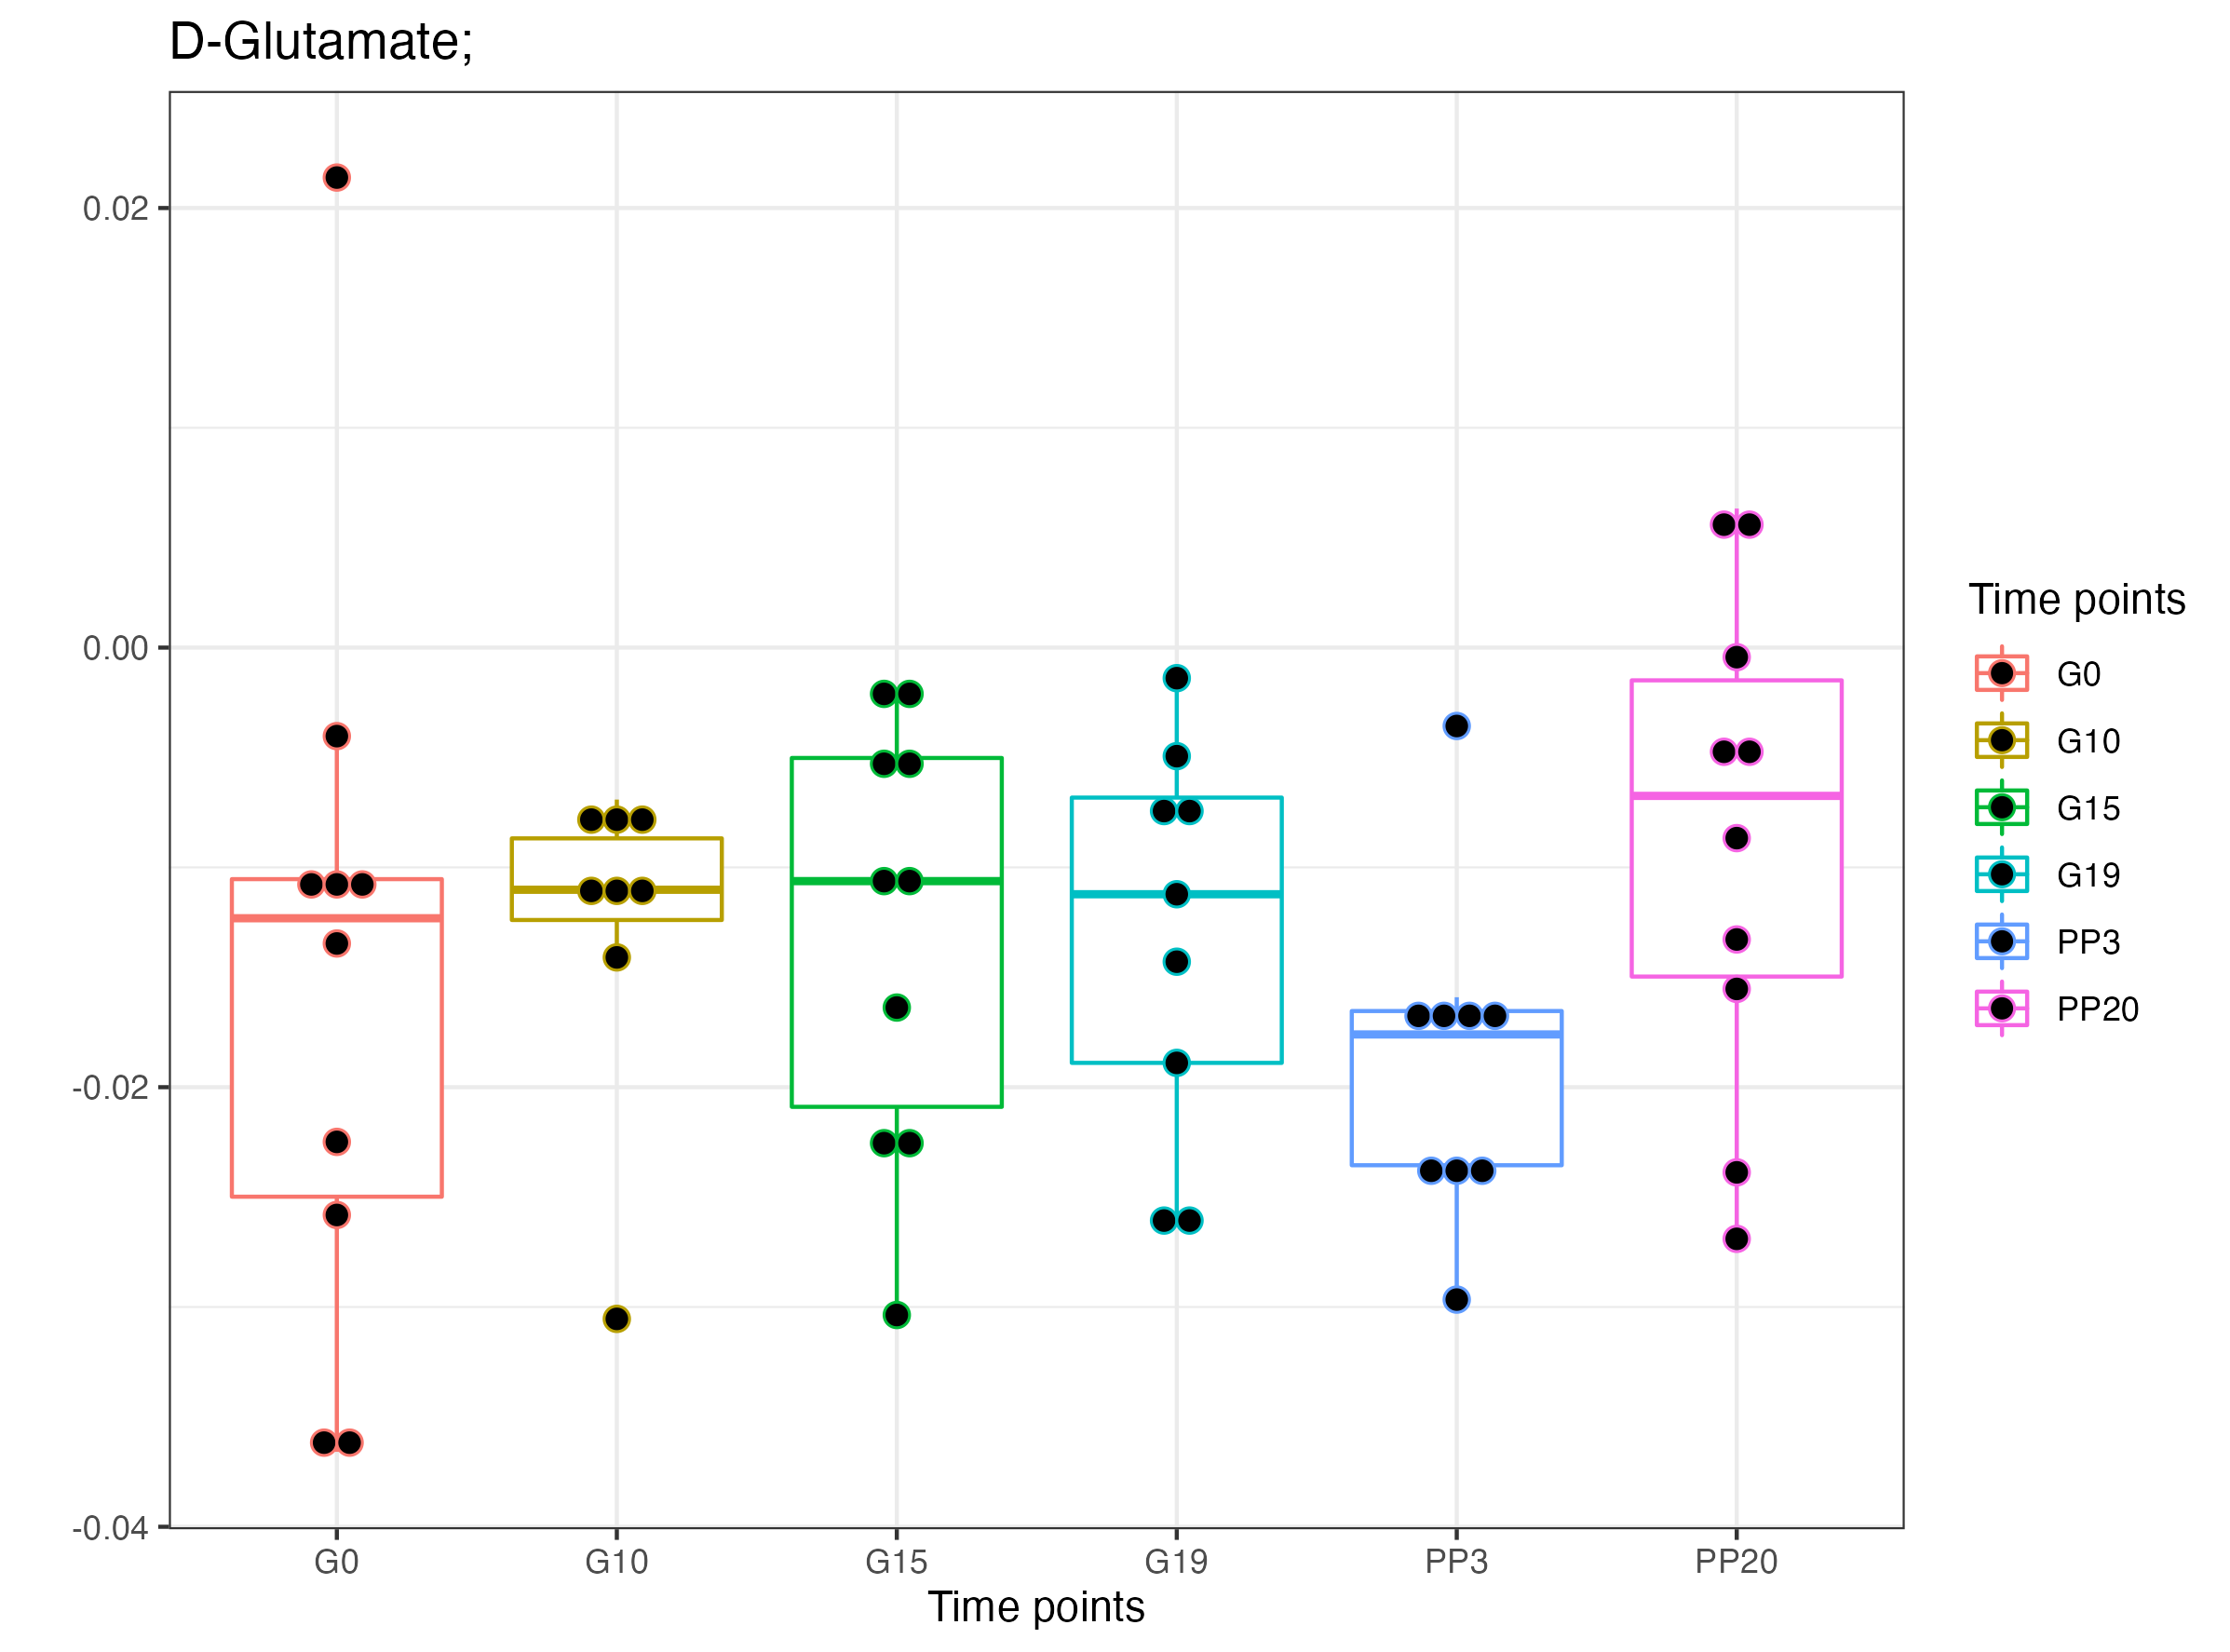 D-Glutamate;
0.02
0.00
-0.02
-0.04
G0 G10 G15 G19 PP3 PP20
Time points
Time points
G0
G10
G15
G19
PP3
PP20